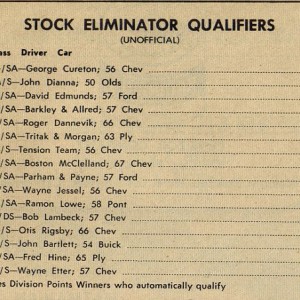 STOCK ELIMINATOR QUALIFIERS
(UNOFFICIAL)
ass Driver Car
/SA—George Cureton; 56 Chev
/S—John Dianna; 50 Olds
/SA—David Edmunds; 57 Ford
/SA—Barkley & Allred; 57 Chev
/SA—Roger Dannevik; 66 Chev
/SA—Tritak & Morgan; 63 Ply
/S—Tension Team; 56 Chev
/SA—Boston McClelland; 67 Chev
/SA—Parham & Payne; 57 Ford
/SA—Wayne Jessel; 56 Chev
/SA—Ramon Lowe; 58 Pont
/DS—Bob Lambeck; 57 Chev
/S—Otis Rigsby; 66 Chev
/S—John Bartlett; 54 Buick
/SA—Fred Hine; 65 Ply
/S—Wayne Etter; 57 Chev
es Division Points Winners who automatically qualify